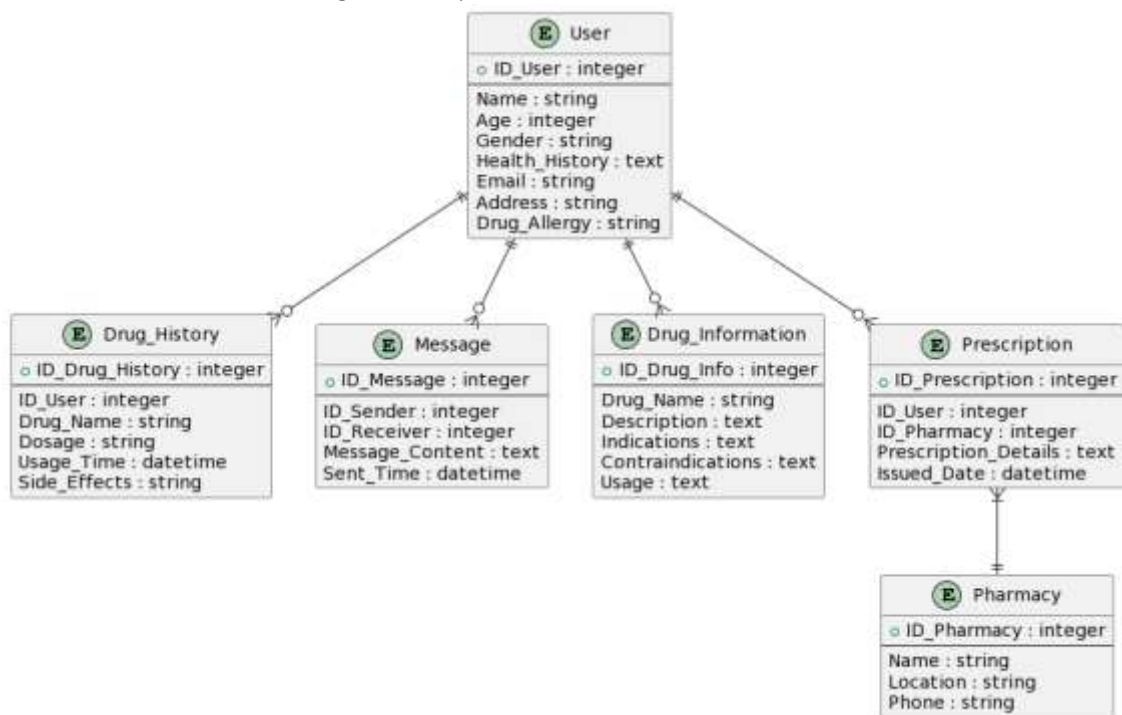 E User
ID_User : integer
Name : string
Age : integer
Gender : string
Health_History : text
Email : string
Address : string
Drug_Allergy : string
E Drug_History
ID_Drug_History : integer
ID_User : integer
Drug_Name : string
Dosage : string
Usage_Time : datetime
Side_Effects : string
E Message
ID_Message : integer
ID_Sender : integer
ID_Receiver : integer
Message_Content : text
Sent_Time : datetime
E Drug_Information
ID_Drug_Info : integer
Drug_Name : string
Description : text
Indications : text
Contraindications : text
Usage : text
E Prescription
ID_Prescription : integer
ID_User : integer
ID_Pharmacy : integer
Prescription_Details : text
Issued_Date : datetime
E Pharmacy
ID_Pharmacy : integer
Name : string
Location : string
Phone : string